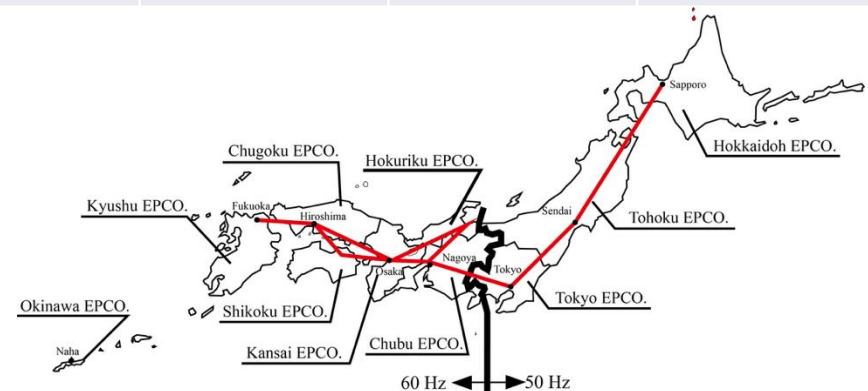 Sapporo
Hokkaidoh EPCO.
Chugoku EPCO.
Hokuriku EPCO.
Kyushu EPCO.
Fukuoka
Hiroshima
Sendai
Tohoku EPCO.
Osaka
Nagoya
Tokyo
Tokyo EPCO.
Okinawa EPCO.
Shikoku EPCO.
Kansai EPCO.
Chubu EPCO.
Naha
60 Hz
50 Hz